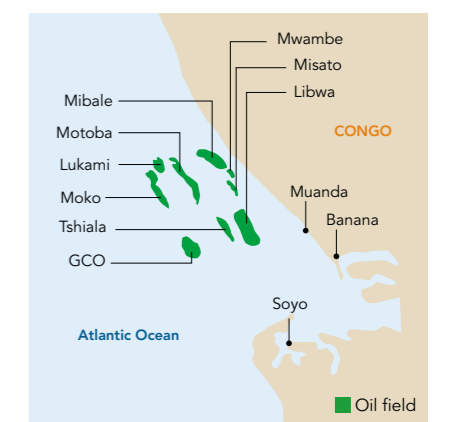 Mwambe
Misato
Libwa
Mibale
Motoba
Lukami
Moko
Tshiala
GCO
CONGO
Muanda
Banana
Soyo
Atlantic Ocean
Oil field